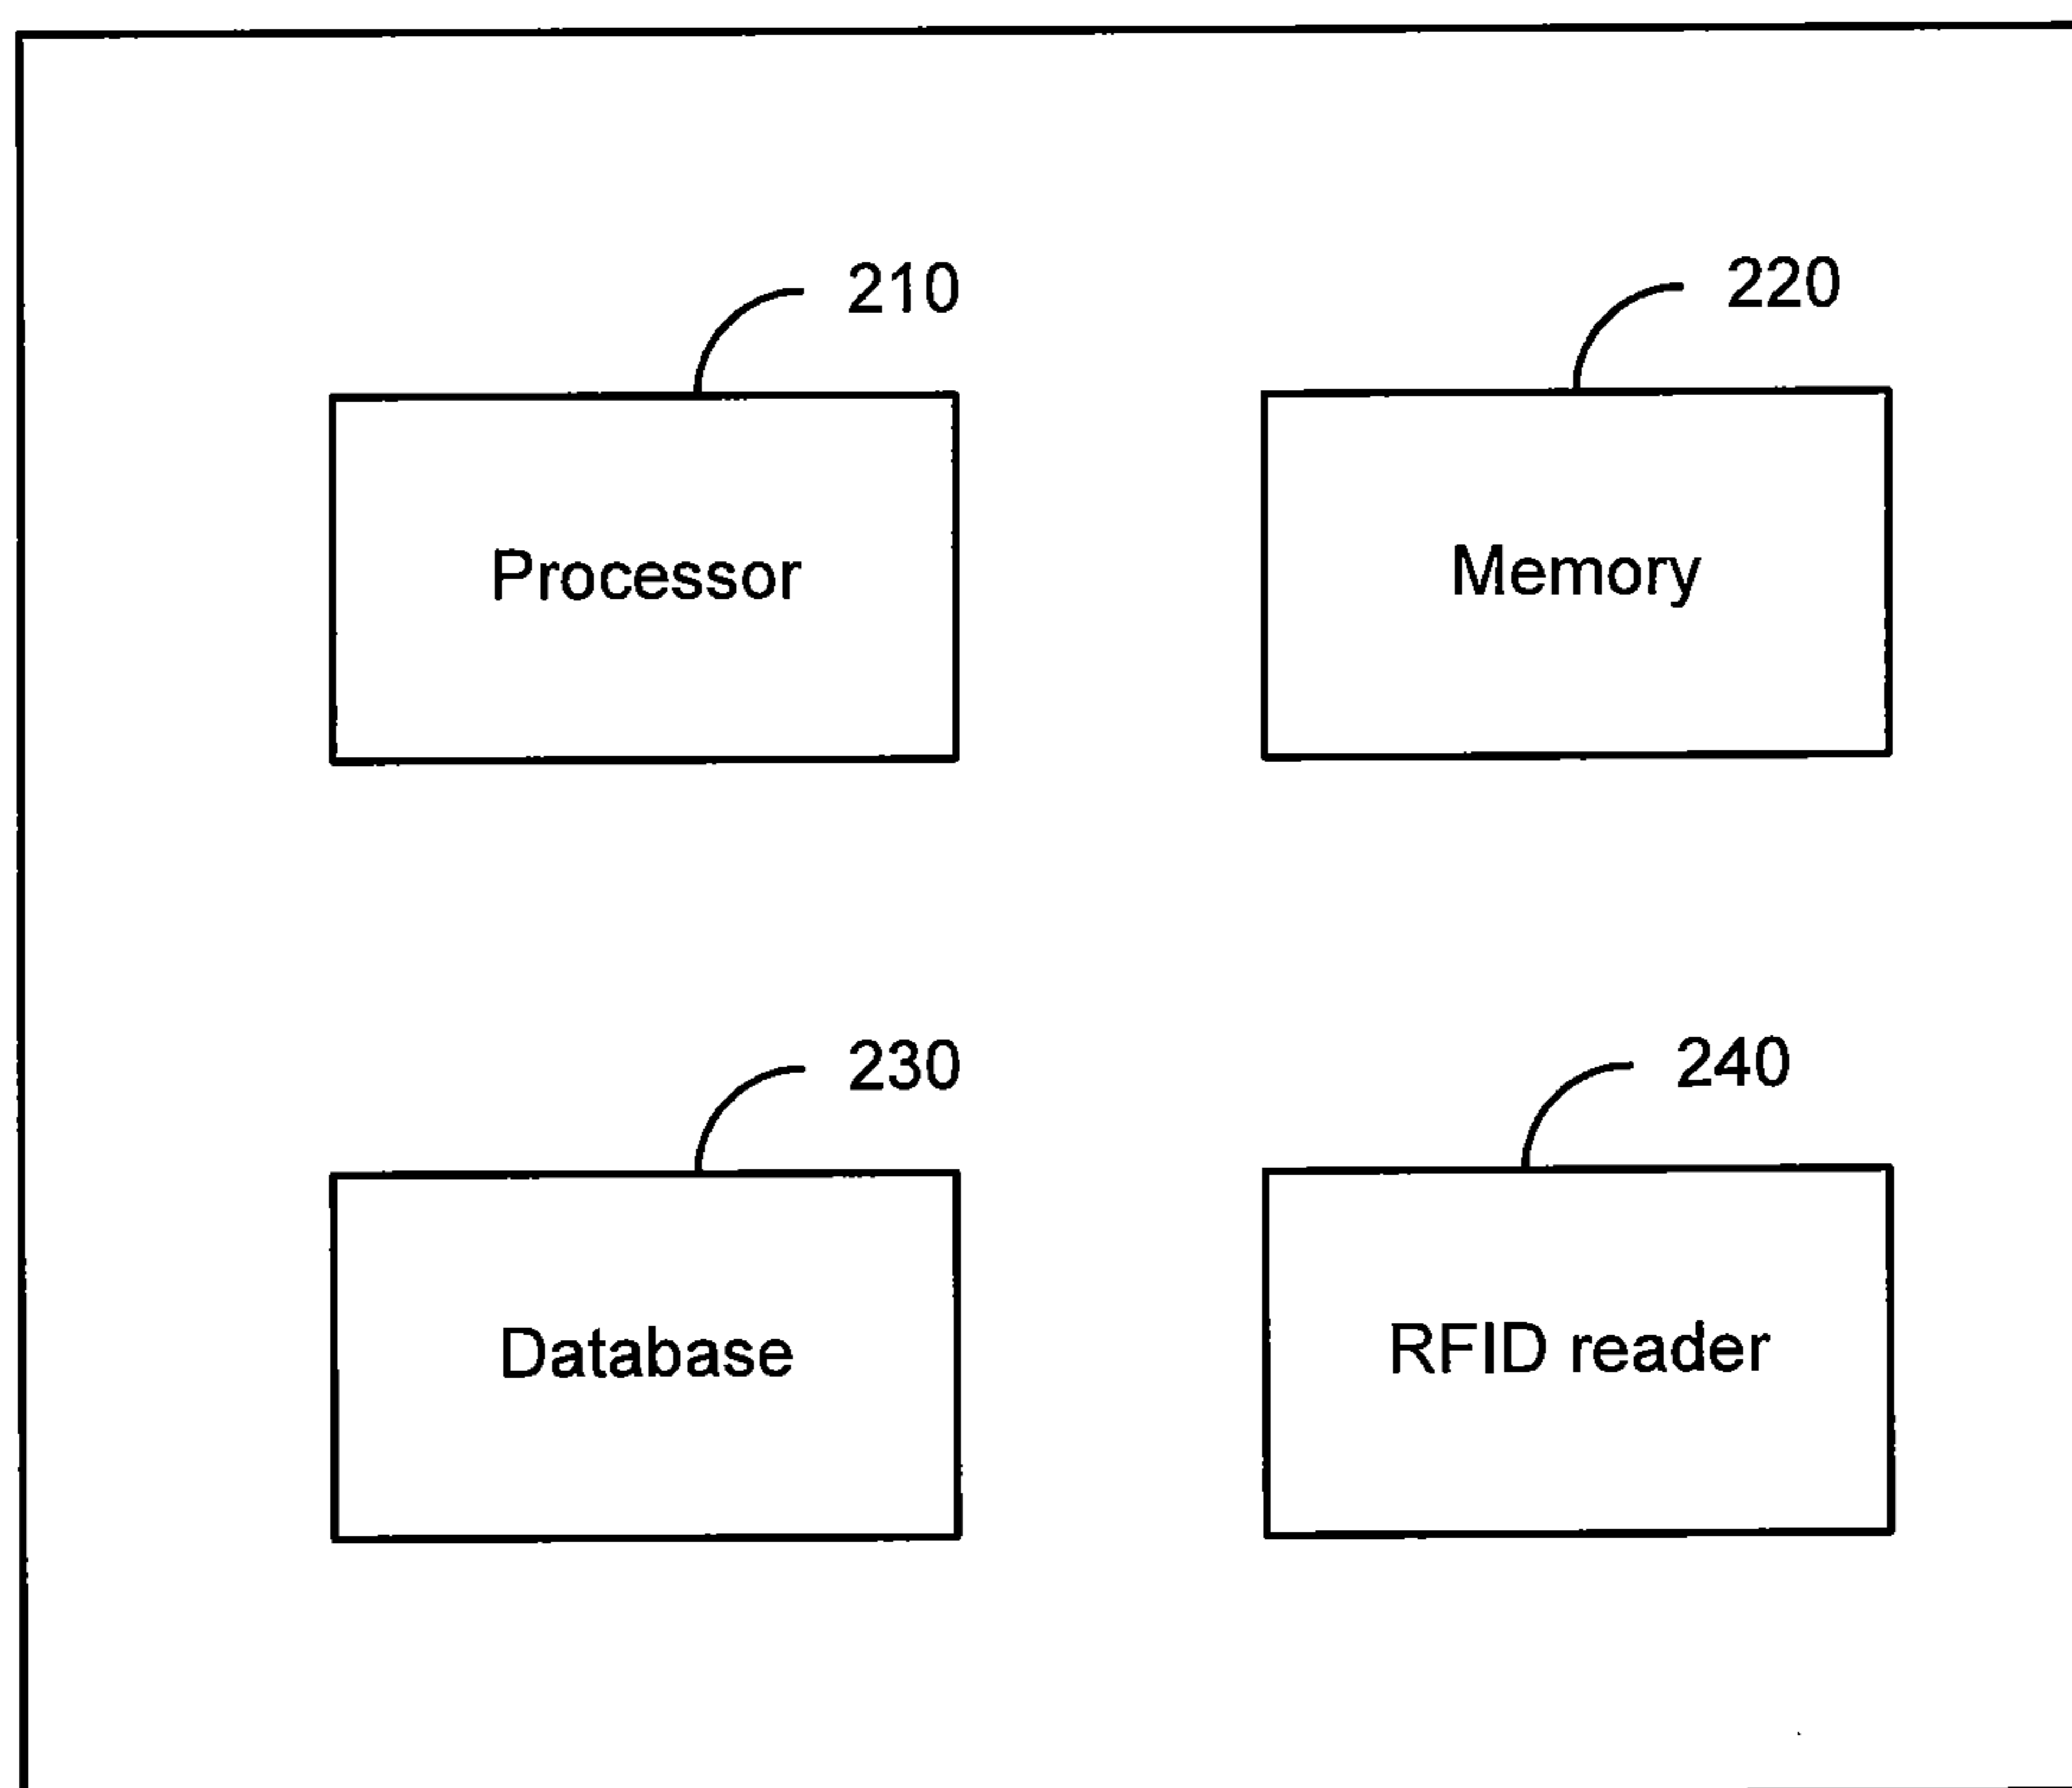 210
220
Processor
Memory
230
240
Database
RFID reader